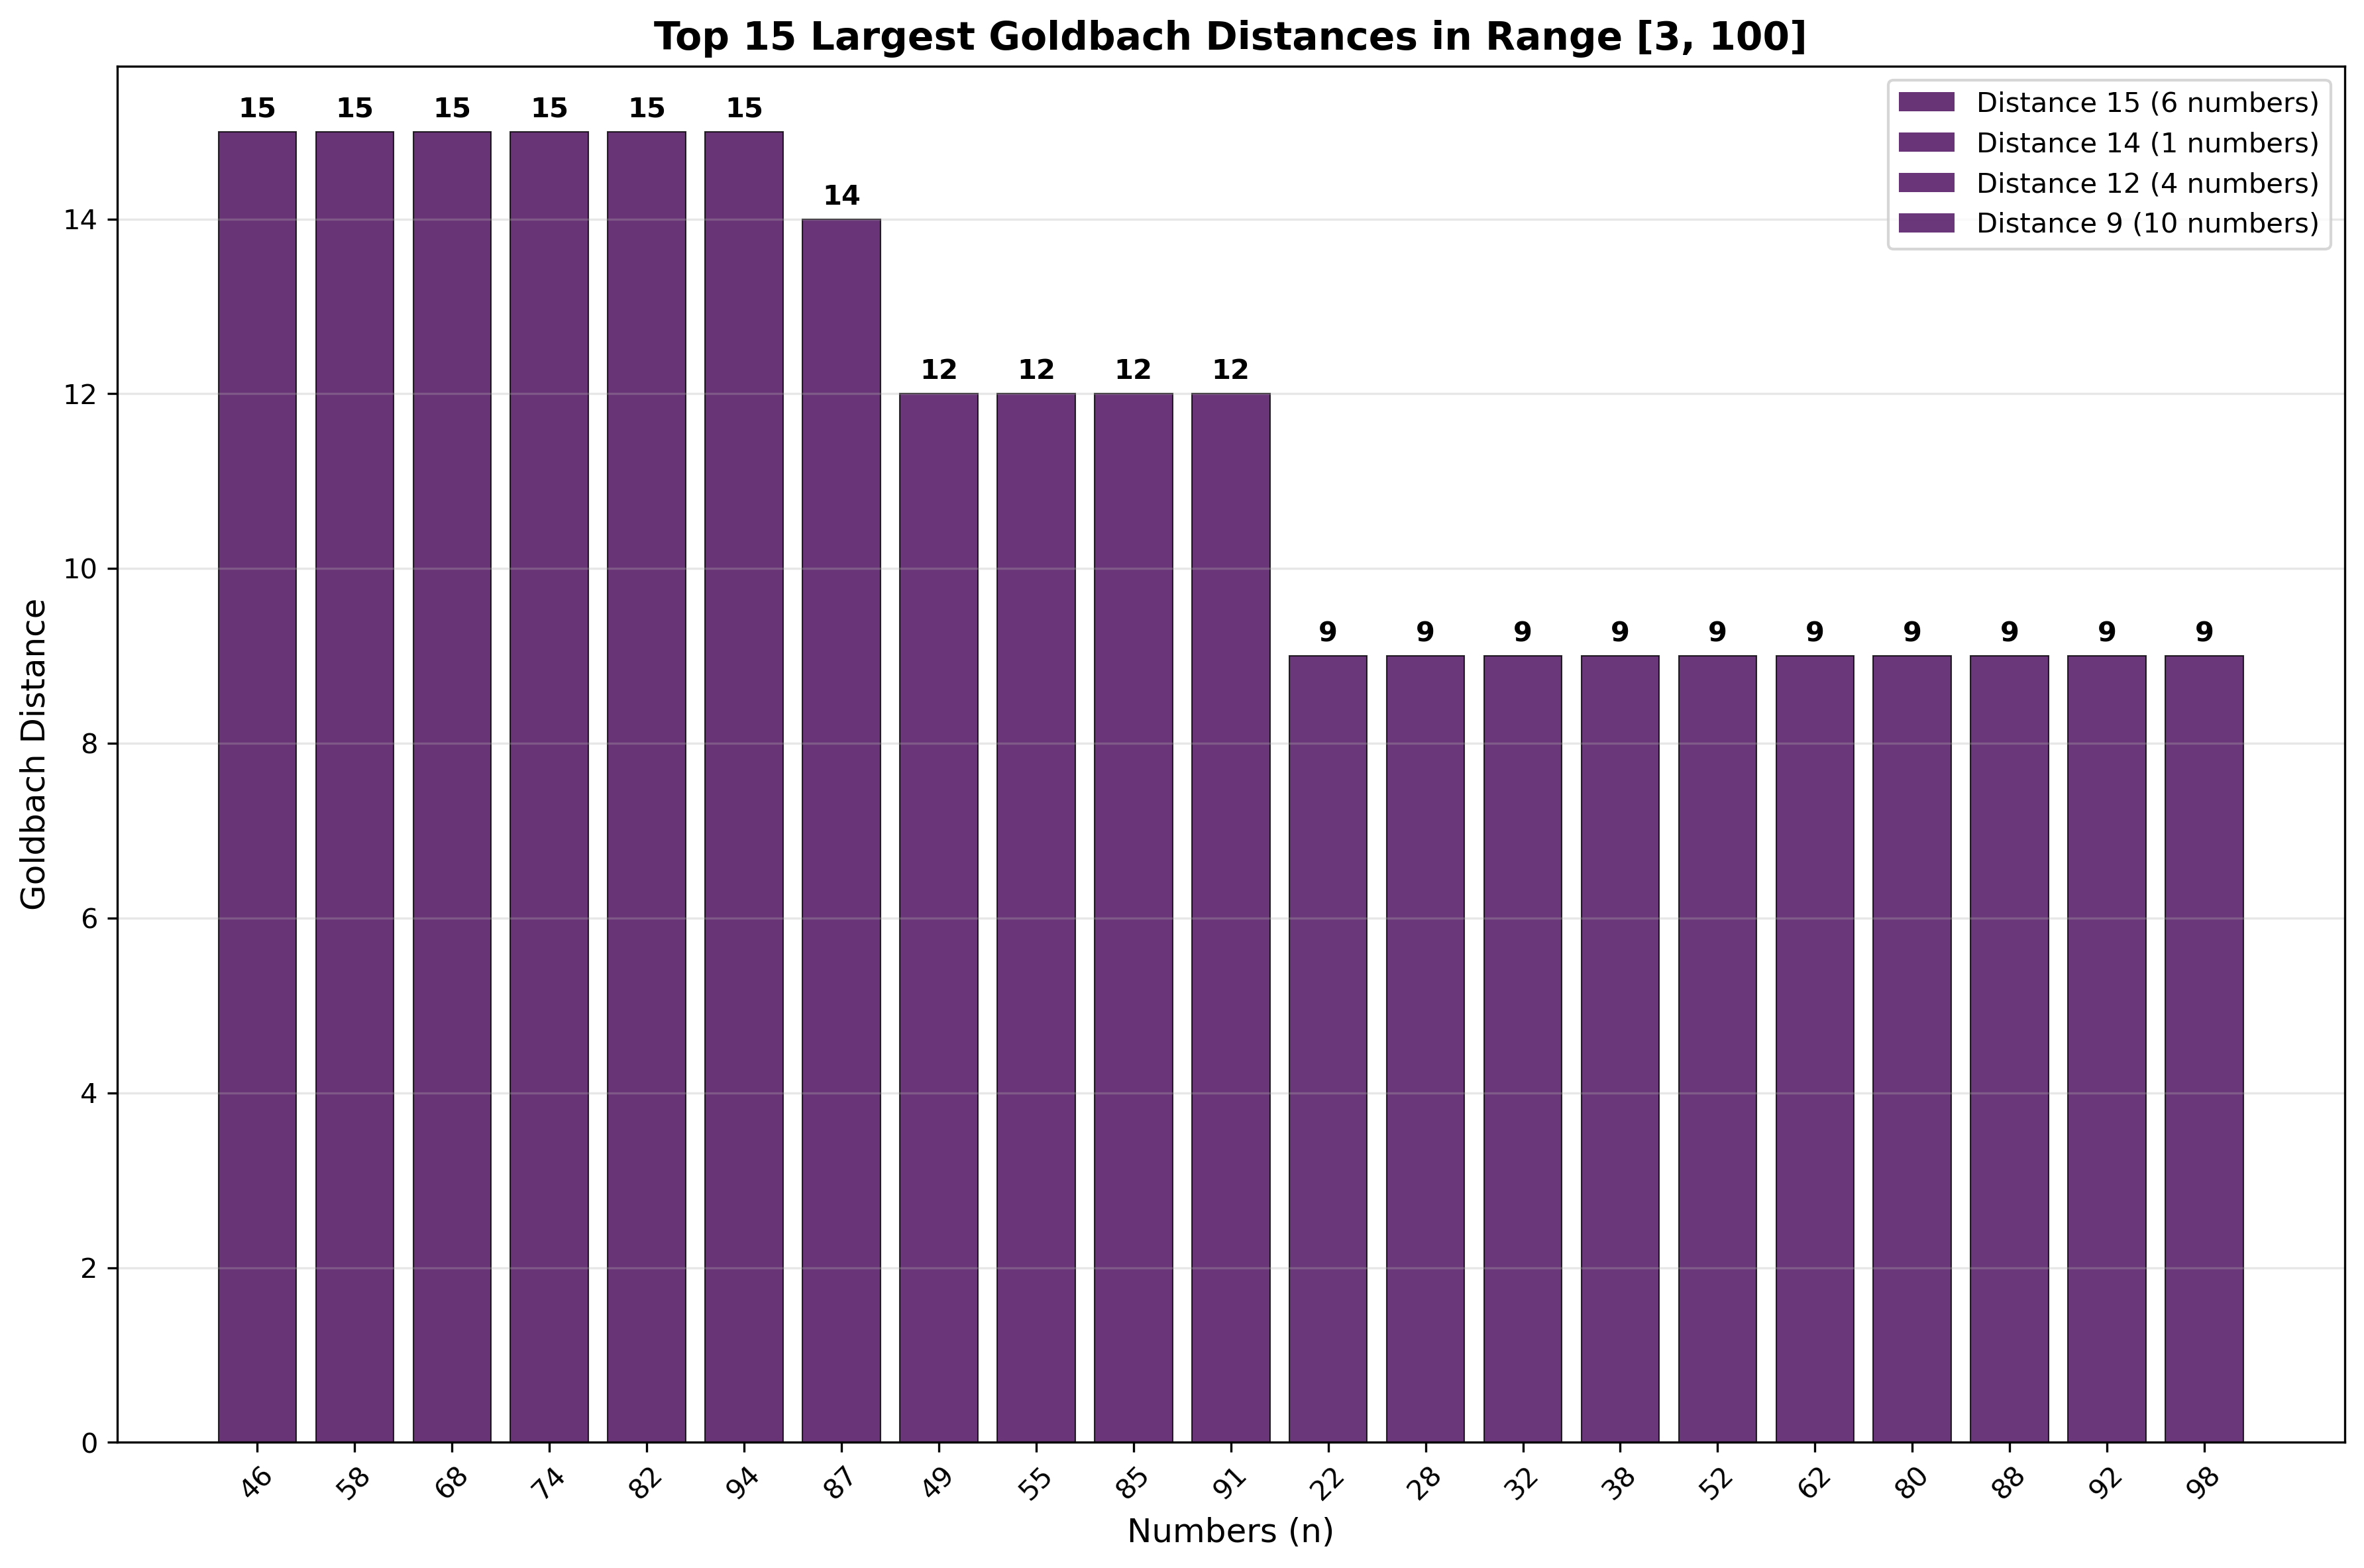 Top 15 Largest Goldbach Distances in Range [3, 100]
Distance 15 (6 numbers)
Distance 14 (1 numbers)
Distance 12 (4 numbers)
Distance 9 (10 numbers)
15 15 15 15 15 15 14 12 12 12 12 9 9 9 9 9 9 9 9 9 9
Goldbach Distance
14
12
10
8
6
4
2
0
46 58 68 74 82 94 87 49 55 85 91 22 28 32 38 52 62 80 88 92 98
Numbers (n)